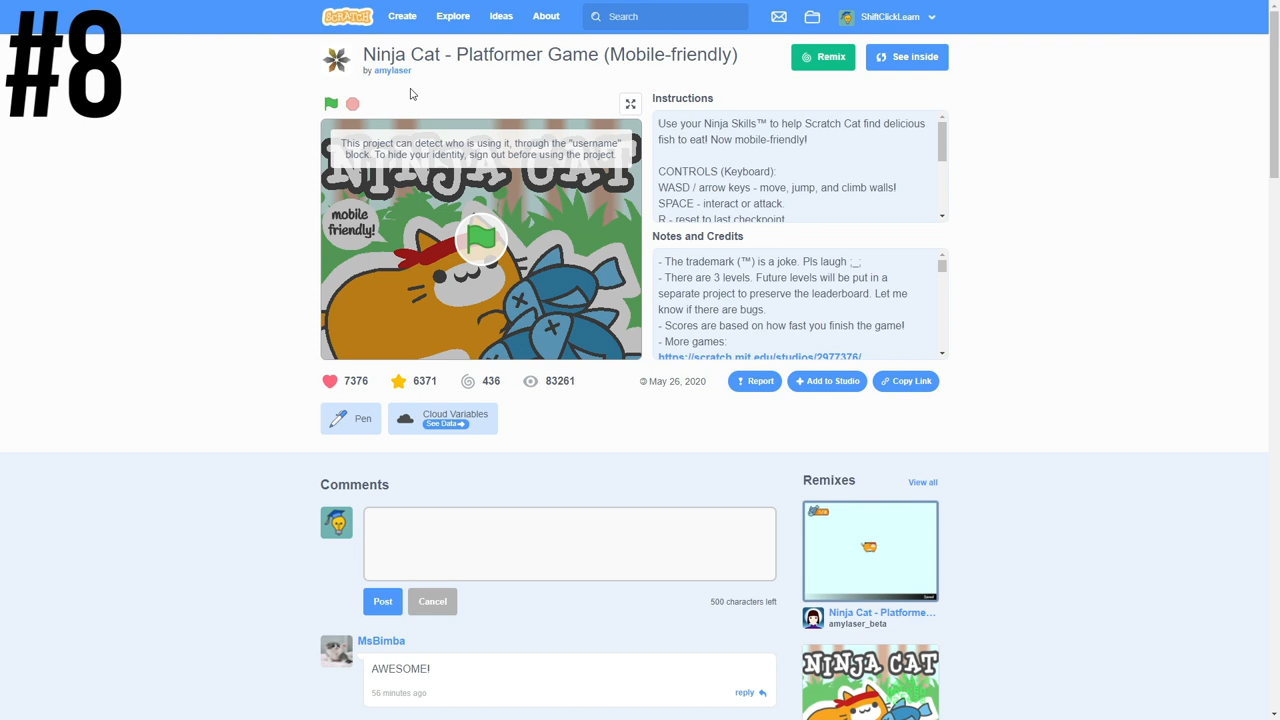 #8
SCRATCH
Create
Explore
Ideas
About
Search
ShiftClickLearn
Ninja Cat - Platformer Game (Mobile-friendly)
by amylaser
Remix
See inside
This project can detect who is using it, through the "username"
block. To hide your identity, sign out before using the project.
NINJA CAT
mobile
friendly!
Instructions
Use your Ninja Skills™ to help Scratch Cat find delicious
fish to eat! Now mobile-friendly!
CONTROLS (Keyboard):
WASD / arrow keys - move, jump, and climb walls!
SPACE - interact or attack.
R - reset to last checkpoint
Notes and Credits
- The trademark (™) is a joke. Pls laugh ;_;
- There are 3 levels. Future levels will be put in a
separate project to preserve the leaderboard. Let me
know if there are bugs.
- Scores are based on how fast you finish the game!
- More games:
https://scratch.mit.edu/studios/2977376/
7376
6371
436
83261
© May 26, 2020
Report
Add to Studio
Copy Link
Pen
Cloud Variables
See Data
Comments
Post
Cancel
500 characters left
MsBimba
AWESOME!
56 minutes ago
reply
Remixes
View all
Ninja Cat - Platforme...
amylaser_beta
NINJA CAT